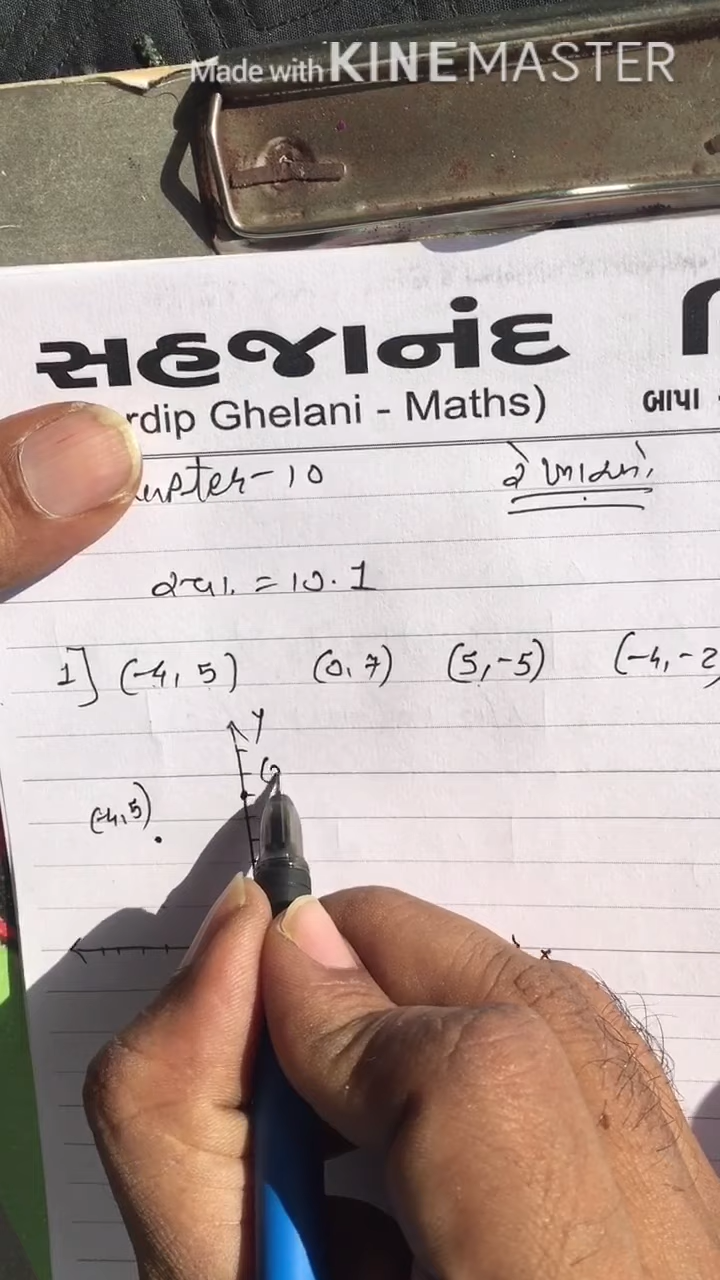 Made with KINEMASTER
સહજાનંદ
rdip Ghelani - Maths) બાપા
apter-10 રેખાઓ
સ્વા. = 10.1
1] (-4, 5) (0, 7) (5, -5) (-4, -2
y
(
(-4, 5)
x